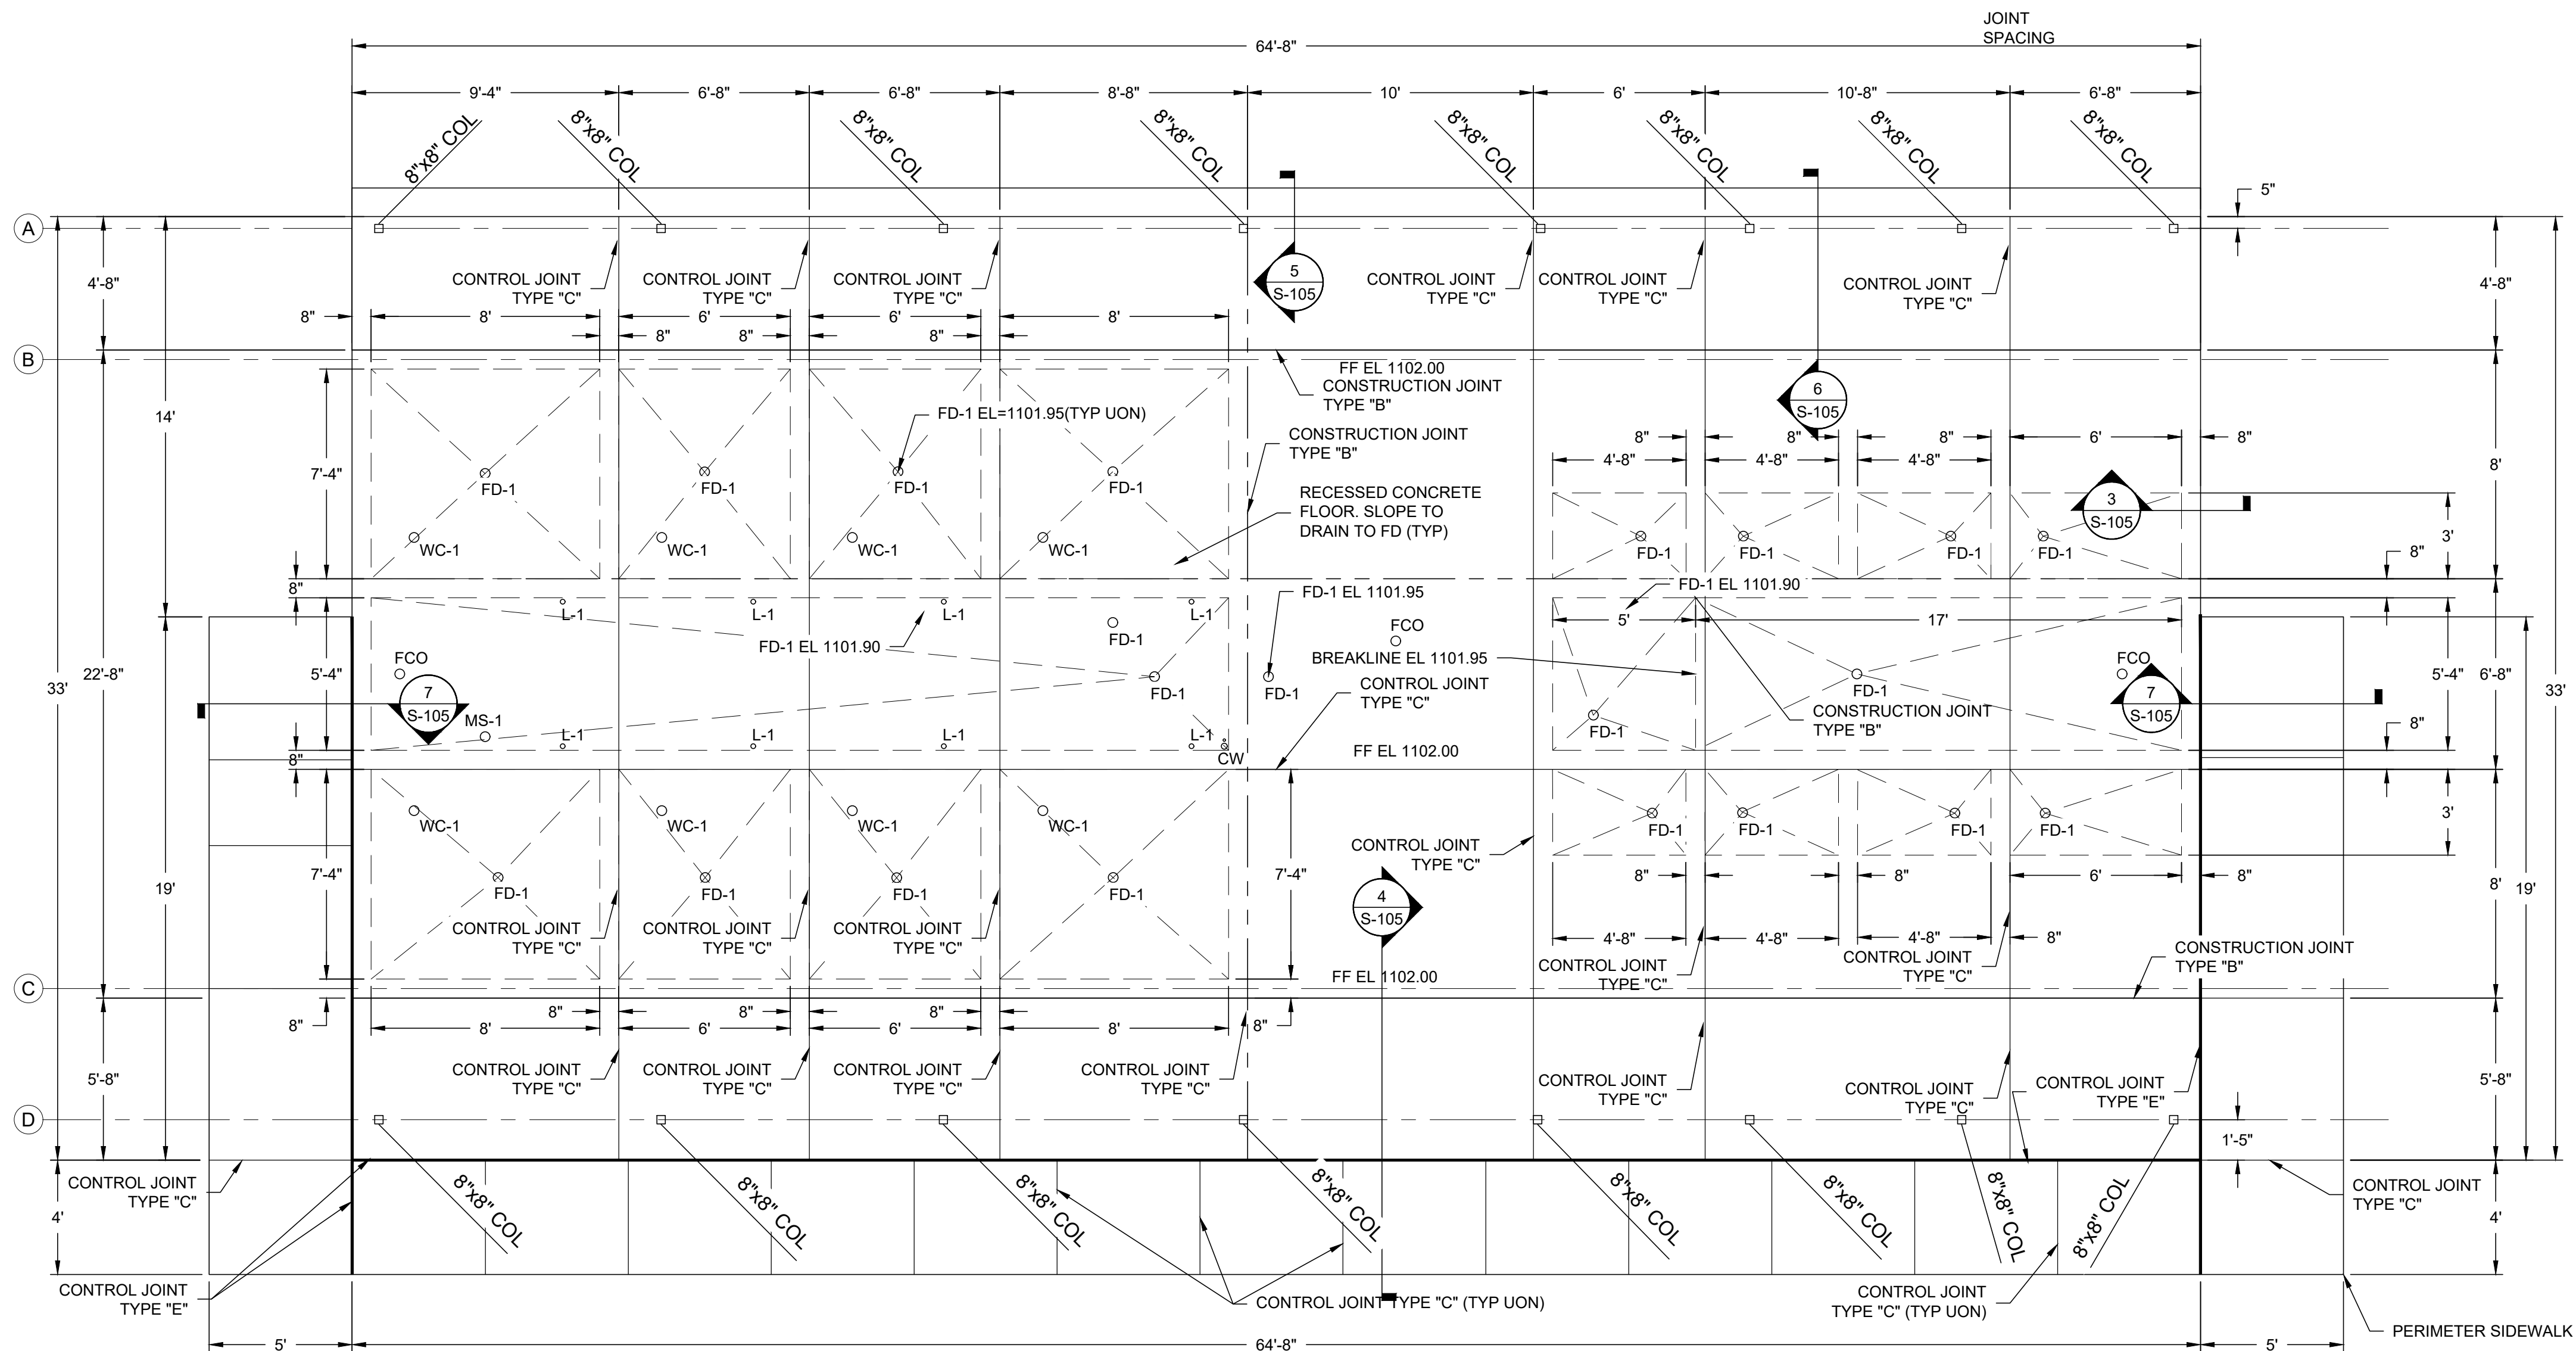 JOINT
SPACING
64'-8"
9'-4"
6'-8"
6'-8"
8'-8"
10'
6'
10'-8"
6'-8"
8"x8" COL
8"x8" COL
8"x8" COL
8"x8" COL
8"x8" COL
8"x8" COL
8"x8" COL
8"x8" COL
5"
A
4'-8"
CONTROL JOINT
TYPE "C"
CONTROL JOINT
TYPE "C"
CONTROL JOINT
TYPE "C"
5
S-105
CONTROL JOINT
TYPE "C"
CONTROL JOINT
TYPE "C"
CONTROL JOINT
TYPE "C"
4'-8"
8"
8'
6'
6'
8'
8"
8"
8"
B
FF EL 1102.00
CONSTRUCTION JOINT
TYPE "B"
6
S-105
14'
FD-1 EL=1101.95(TYP UON)
CONSTRUCTION JOINT
TYPE "B"
8"
8"
8"
6'
8"
4'-8"
4'-8"
4'-8"
8'
7'-4"
FD-1
FD-1
FD-1
FD-1
RECESSED CONCRETE
FLOOR. SLOPE TO
DRAIN TO FD (TYP)
3
S-105
WC-1
WC-1
WC-1
WC-1
FD-1
FD-1
FD-1
FD-1
3'
8"
8"
FD-1 EL 1101.95
FD-1 EL 1101.90
L-1
L-1
L-1
L-1
FD-1
FCO
5'
17'
FD-1 EL 1101.90
BREAKLINE EL 1101.95
FCO
FCO
33'
22'-8"
5'-4"
5'-4"
6'-8"
33'
7
S-105
MS-1
FD-1
FD-1
CONTROL JOINT
TYPE "C"
FD-1
FD-1
CONSTRUCTION JOINT
TYPE "B"
7
S-105
8"
L-1
L-1
L-1
L-1
CW
FF EL 1102.00
8"
WC-1
WC-1
WC-1
WC-1
FD-1
FD-1
FD-1
FD-1
3'
CONTROL JOINT
TYPE "C"
19'
7'-4"
FD-1
FD-1
FD-1
FD-1
7'-4"
8"
8"
6'
8"
8'
19'
4
S-105
CONTROL JOINT
TYPE "C"
CONTROL JOINT
TYPE "C"
CONTROL JOINT
TYPE "C"
4'-8"
4'-8"
4'-8"
8"
CONTROL JOINT
TYPE "C"
CONTROL JOINT
TYPE "C"
CONSTRUCTION JOINT
TYPE "B"
FF EL 1102.00
C
8"
8"
8"
8"
8"
8'
6'
6'
8'
5'-8"
CONTROL JOINT
TYPE "C"
CONTROL JOINT
TYPE "C"
CONTROL JOINT
TYPE "C"
CONTROL JOINT
TYPE "C"
CONTROL JOINT
TYPE "C"
CONTROL JOINT
TYPE "C"
CONTROL JOINT
TYPE "E"
5'-8"
D
1'-5"
CONTROL JOINT
TYPE "C"
4'
8"x8" COL
8"x8" COL
8"x8" COL
8"x8" COL
8"x8" COL
8"x8" COL
8"x8" COL
8"x8" COL
CONTROL JOINT
TYPE "C"
4'
CONTROL JOINT
TYPE "E"
CONTROL JOINT TYPE "C" (TYP UON)
CONTROL JOINT
TYPE "C" (TYP UON)
PERIMETER SIDEWALK
5'
64'-8"
5'